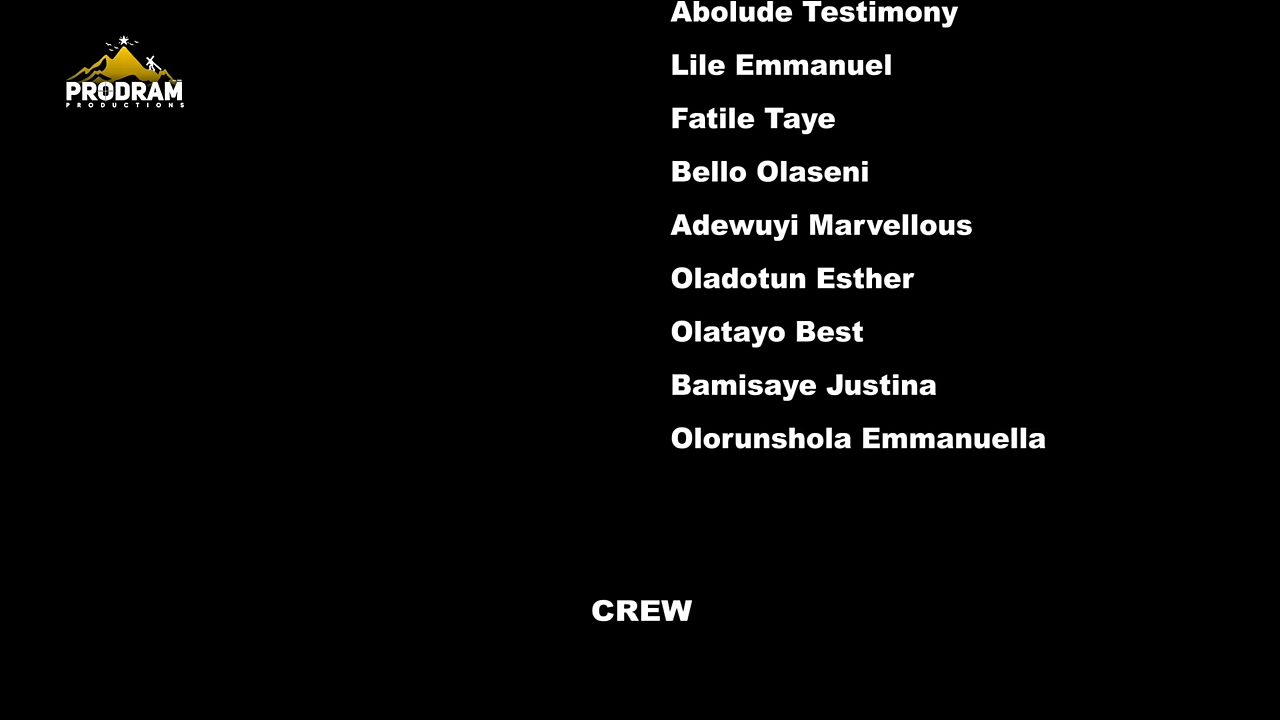 Abolude Testimony
PRODRAM
PRODUCTIONS
Lile Emmanuel
Fatile Taye
Bello Olaseni
Adewuyi Marvellous
Oladotun Esther
Olatayo Best
Bamisaye Justina
Olorunshola Emmanuella
CREW